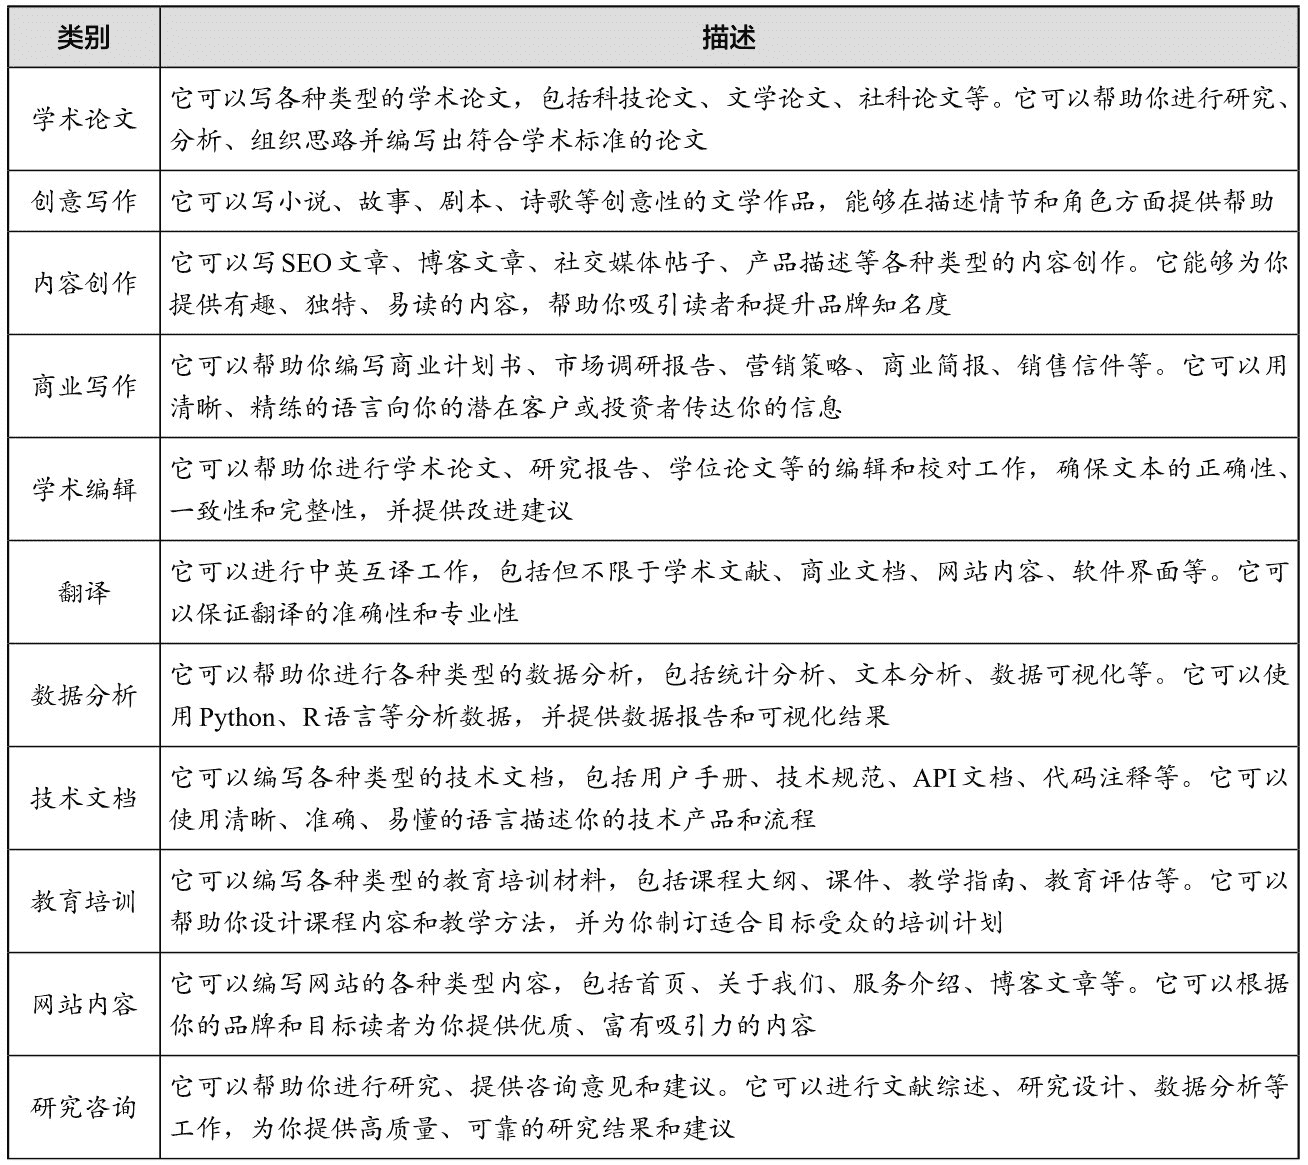 类别 描述
学术论文
它可以写各种类型的学术论文，包括科技论文、文学论文、社科论文等。它可以帮助你进行研究、
分析、组织思路并编写出符合学术标准的论文
创意写作 它可以写小说、故事、剧本、诗歌等创意性的文学作品，能够在描述情节和角色方面提供帮助
内容创作
它可以写SEO文章、博客文章、社交媒体帖子、产品描述等各种类型的内容创作。它能够为你
提供有趣、独特、易读的内容，帮助你吸引读者和提升品牌知名度
商业写作
它可以帮助你编写商业计划书、市场调研报告、营销策略、商业简报、销售信件等。它可以用
清晰、精练的语言向你的潜在客户或投资者传达你的信息
学术编辑
它可以帮助你进行学术论文、研究报告、学位论文等的编辑和校对工作，确保文本的正确性、
一致性和完整性，并提供改进建议
翻译
它可以进行中英互译工作，包括但不限于学术文献、商业文档、网站内容、软件界面等。它可
以保证翻译的准确性和专业性
数据分析
它可以帮助你进行各种类型的数据分析，包括统计分析、文本分析、数据可视化等。它可以使
用Python、R语言等分析数据，并提供数据报告和可视化结果
技术文档
它可以编写各种类型的技术文档，包括用户手册、技术规范、API文档、代码注释等。它可以
使用清晰、准确、易懂的语言描述你的技术产品和流程
教育培训
它可以编写各种类型的教育培训材料，包括课程大纲、课件、教学指南、教育评估等。它可以
帮助你设计课程内容和教学方法，并为你制订适合目标受众的培训计划
网站内容
它可以编写网站的各种类型内容，包括首页、关于我们、服务介绍、博客文章等。它可以根据
你的品牌和目标读者为你提供优质、富有吸引力的内容
研究咨询
它可以帮助你进行研究、提供咨询意见和建议。它可以进行文献综述、研究设计、数据分析等
工作，为你提供高质量、可靠的研究结果和建议